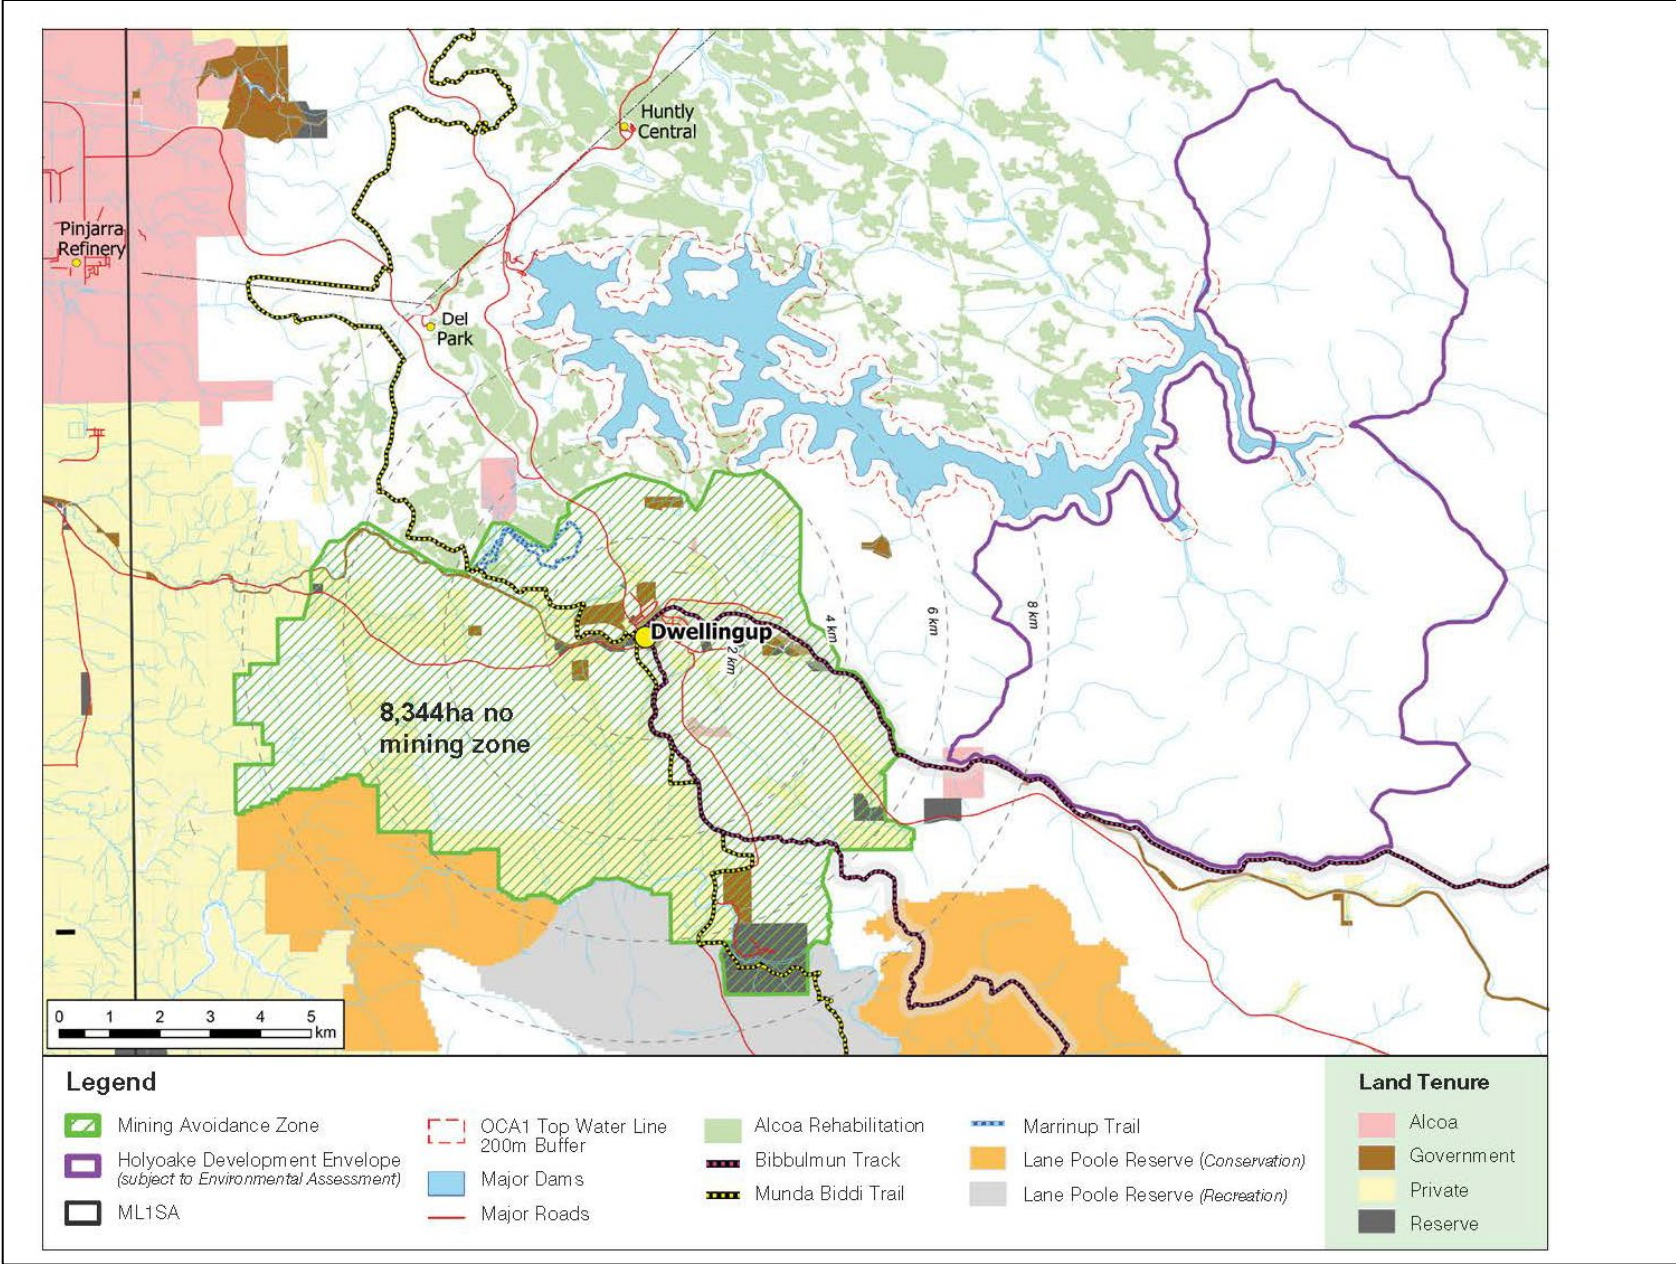 Huntly
Central
Pinjarra
Refinery
Del
Park
Dwellingup
2 km
4 km
6 km
8 km
8,344ha no
mining zone
0 1 2 3 4 5
km
Legend
Mining Avoidance Zone
Holyoake Development Envelope
(subject to Environmental Assessment)
ML1SA
OCA1 Top Water Line
200m Buffer
Major Dams
Major Roads
Alcoa Rehabilitation
Bibbulmun Track
Munda Biddi Trail
Marrinup Trail
Lane Poole Reserve (Conservation)
Lane Poole Reserve (Recreation)
Land Tenure
Alcoa
Government
Private
Reserve